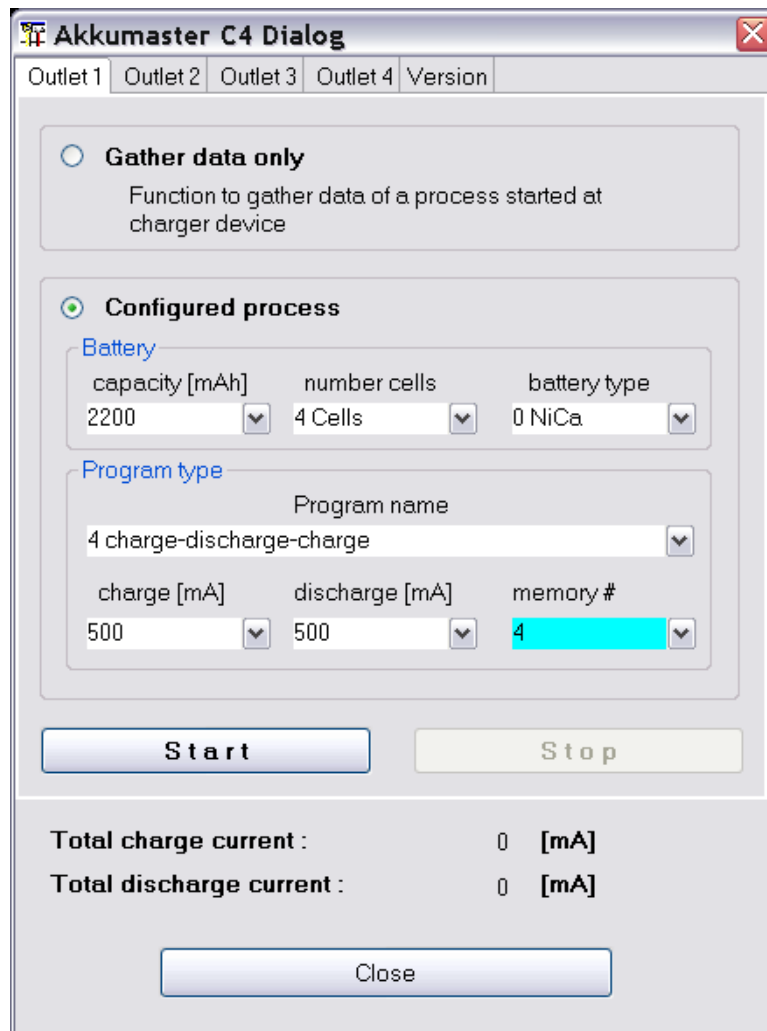 Akkumaster C4 Dialog
Outlet 1 Outlet 2 Outlet 3 Outlet 4 Version
Gather data only
Function to gather data of a process started at
charger device
Configured process
Battery
capacity [mAh] number cells battery type
2200 4 Cells 0 NiCa
Program type
Program name
4 charge-discharge-charge
charge [mA] discharge [mA] memory #
500 500 4
Start Stop
Total charge current : 0 [mA]
Total discharge current : 0 [mA]
Close